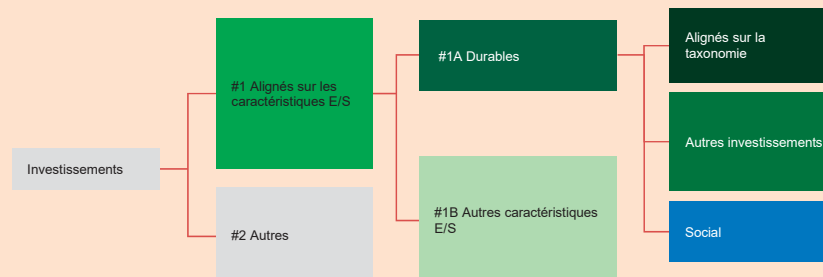 Investissements
#1 Alignés sur les
caractéristiques E/S
#2 Autres
#1A Durables
#1B Autres caractéristiques
E/S
Alignés sur la
taxonomie
Autres investissements
Social